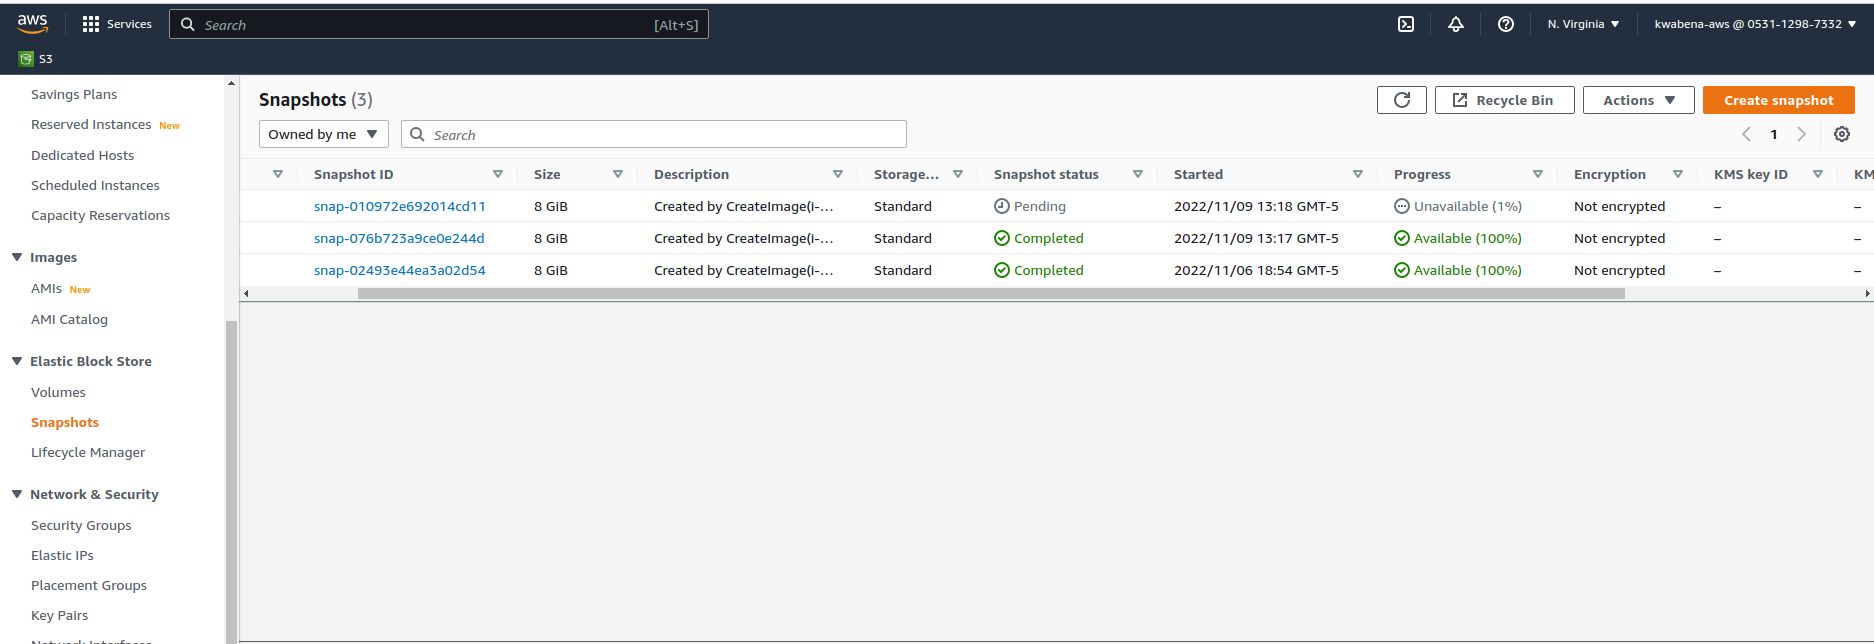 aws
Services
Search [Alt+S]
N. Virginia
kwabena-aws @ 0531-1298-7332
S3
Savings Plans
Reserved Instances New
Dedicated Hosts
Scheduled Instances
Capacity Reservations
Images
AMIs New
AMI Catalog
Elastic Block Store
Volumes
Snapshots
Lifecycle Manager
Network & Security
Security Groups
Elastic IPs
Placement Groups
Key Pairs
Network Interfaces
Snapshots (3)
Recycle Bin
Actions
Create snapshot
Owned by me
Search
1
Snapshot ID Size Description Storage... Snapshot status Started Progress Encryption KMS key ID KM
snap-010972e692014cd11 8 GiB Created by CreateImage(i-... Standard Pending 2022/11/09 13:18 GMT-5 Unavailable (1%) Not encrypted – –
snap-076b723a9ce0e244d 8 GiB Created by CreateImage(i-... Standard Completed 2022/11/09 13:17 GMT-5 Available (100%) Not encrypted – –
snap-02493e44ea3a02d54 8 GiB Created by CreateImage(i-... Standard Completed 2022/11/06 18:54 GMT-5 Available (100%) Not encrypted – –